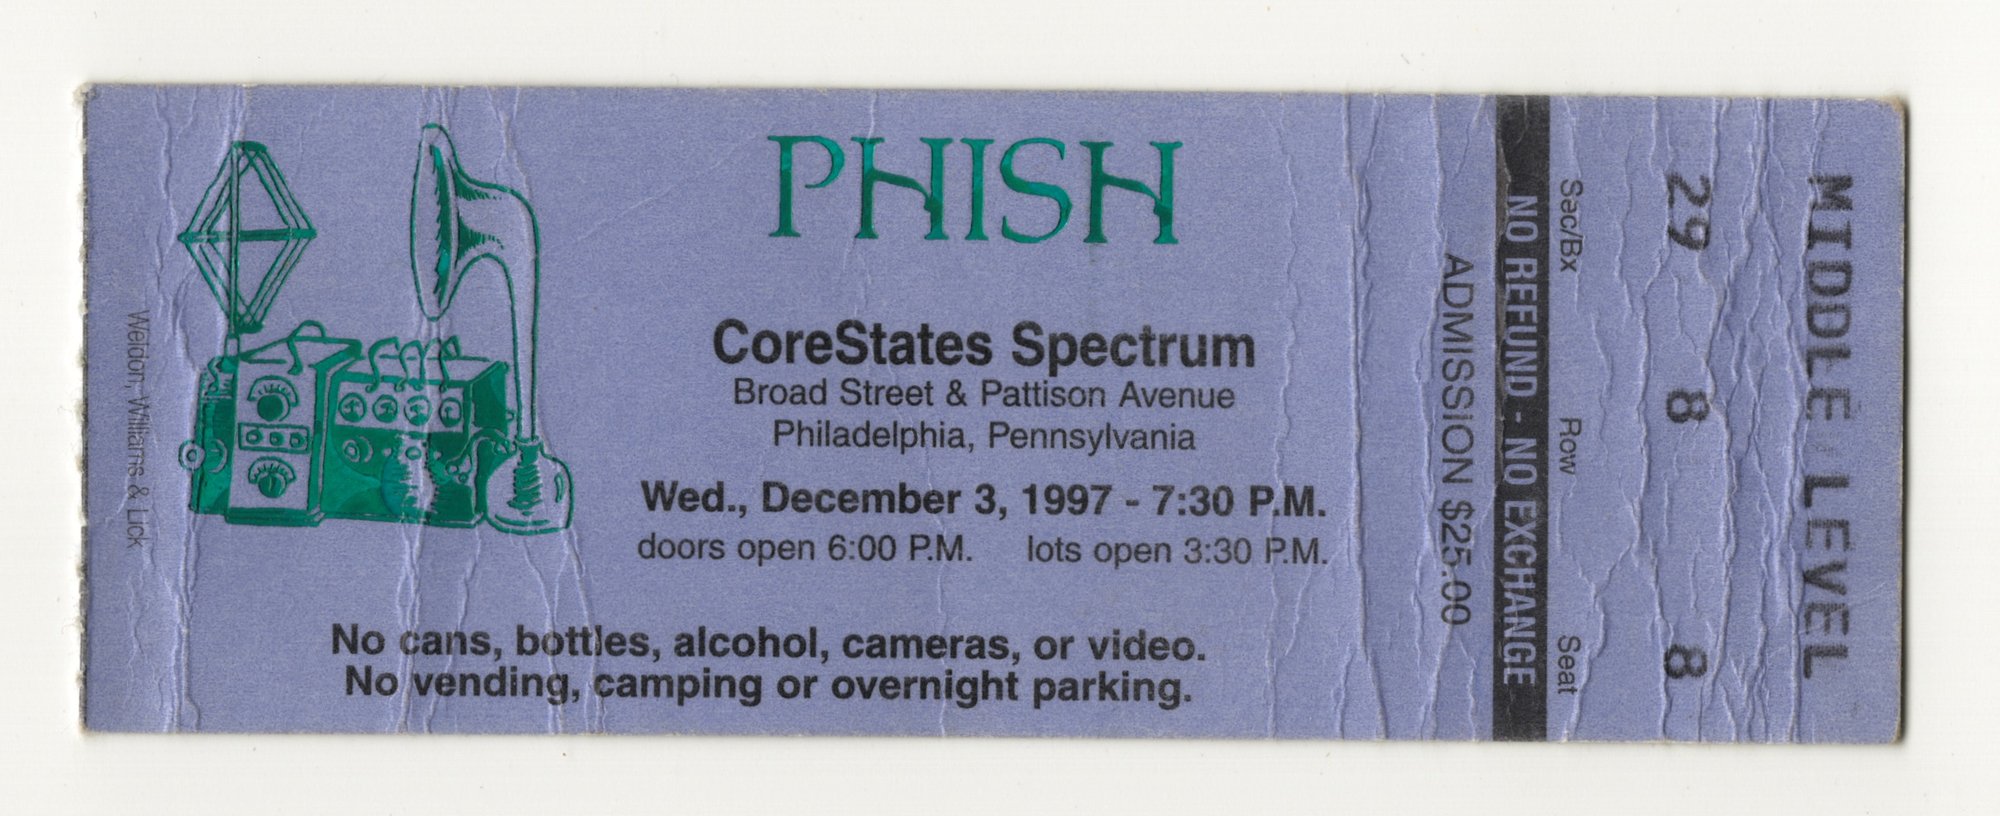 PHISH
CoreStates Spectrum
Broad Street & Pattison Avenue
Philadelphia, Pennsylvania
Wed., December 3, 1997 - 7:30 P.M.
doors open 6:00 P.M. lots open 3:30 P.M.
No cans, bottles, alcohol, cameras, or video.
No vending, camping or overnight parking.
Weldon, Williams & Lick
ADMISSION $25.00
NO REFUND - NO EXCHANGE
Sec/Bx Row Seat
29 8 8
MIDDLE LEVEL